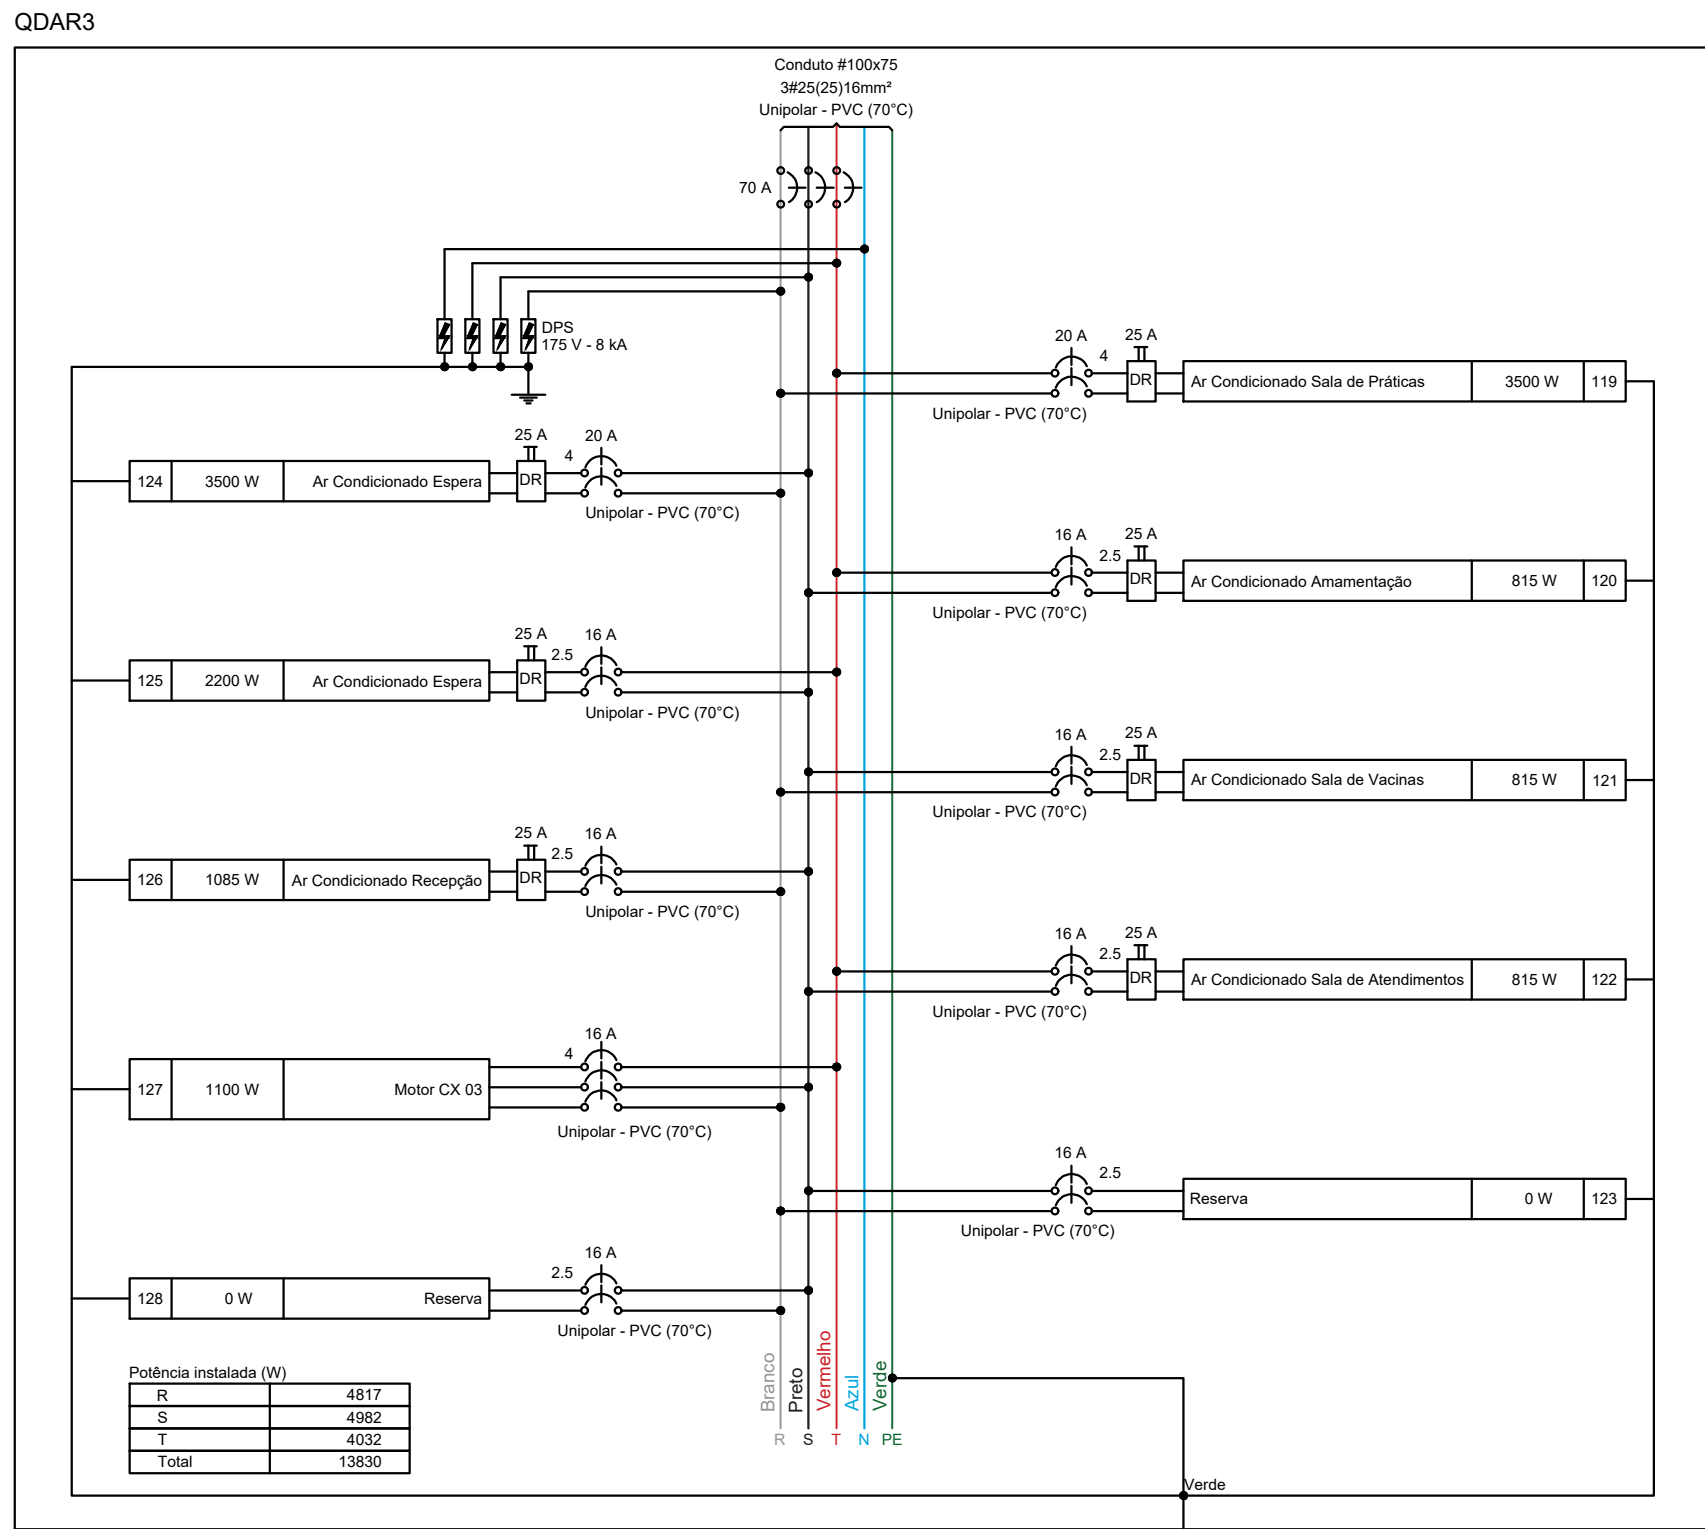 QDAR3
Conduto #100x75
3#25(25)16mm²
Unipolar - PVC (70°C)
70 A
DPS
175 V - 8 kA
20 A
4
25 A
DR
Ar Condicionado Sala de Práticas
3500 W
119
Unipolar - PVC (70°C)
124
3500 W
Ar Condicionado Espera
25 A
DR
4
20 A
Unipolar - PVC (70°C)
16 A
2.5
25 A
DR
Ar Condicionado Amamentação
815 W
120
Unipolar - PVC (70°C)
125
2200 W
Ar Condicionado Espera
25 A
DR
2.5
16 A
Unipolar - PVC (70°C)
16 A
2.5
25 A
DR
Ar Condicionado Sala de Vacinas
815 W
121
Unipolar - PVC (70°C)
126
1085 W
Ar Condicionado Recepção
25 A
DR
2.5
16 A
Unipolar - PVC (70°C)
16 A
2.5
25 A
DR
Ar Condicionado Sala de Atendimentos
815 W
122
Unipolar - PVC (70°C)
127
1100 W
Motor CX 03
4
16 A
Unipolar - PVC (70°C)
16 A
2.5
Reserva
0 W
123
Unipolar - PVC (70°C)
128
0 W
Reserva
2.5
16 A
Unipolar - PVC (70°C)
Potência instalada (W)
R 4817
S 4982
T 4032
Total 13830
Branco
Preto
Vermelho
Azul
Verde
R S T N PE
Verde